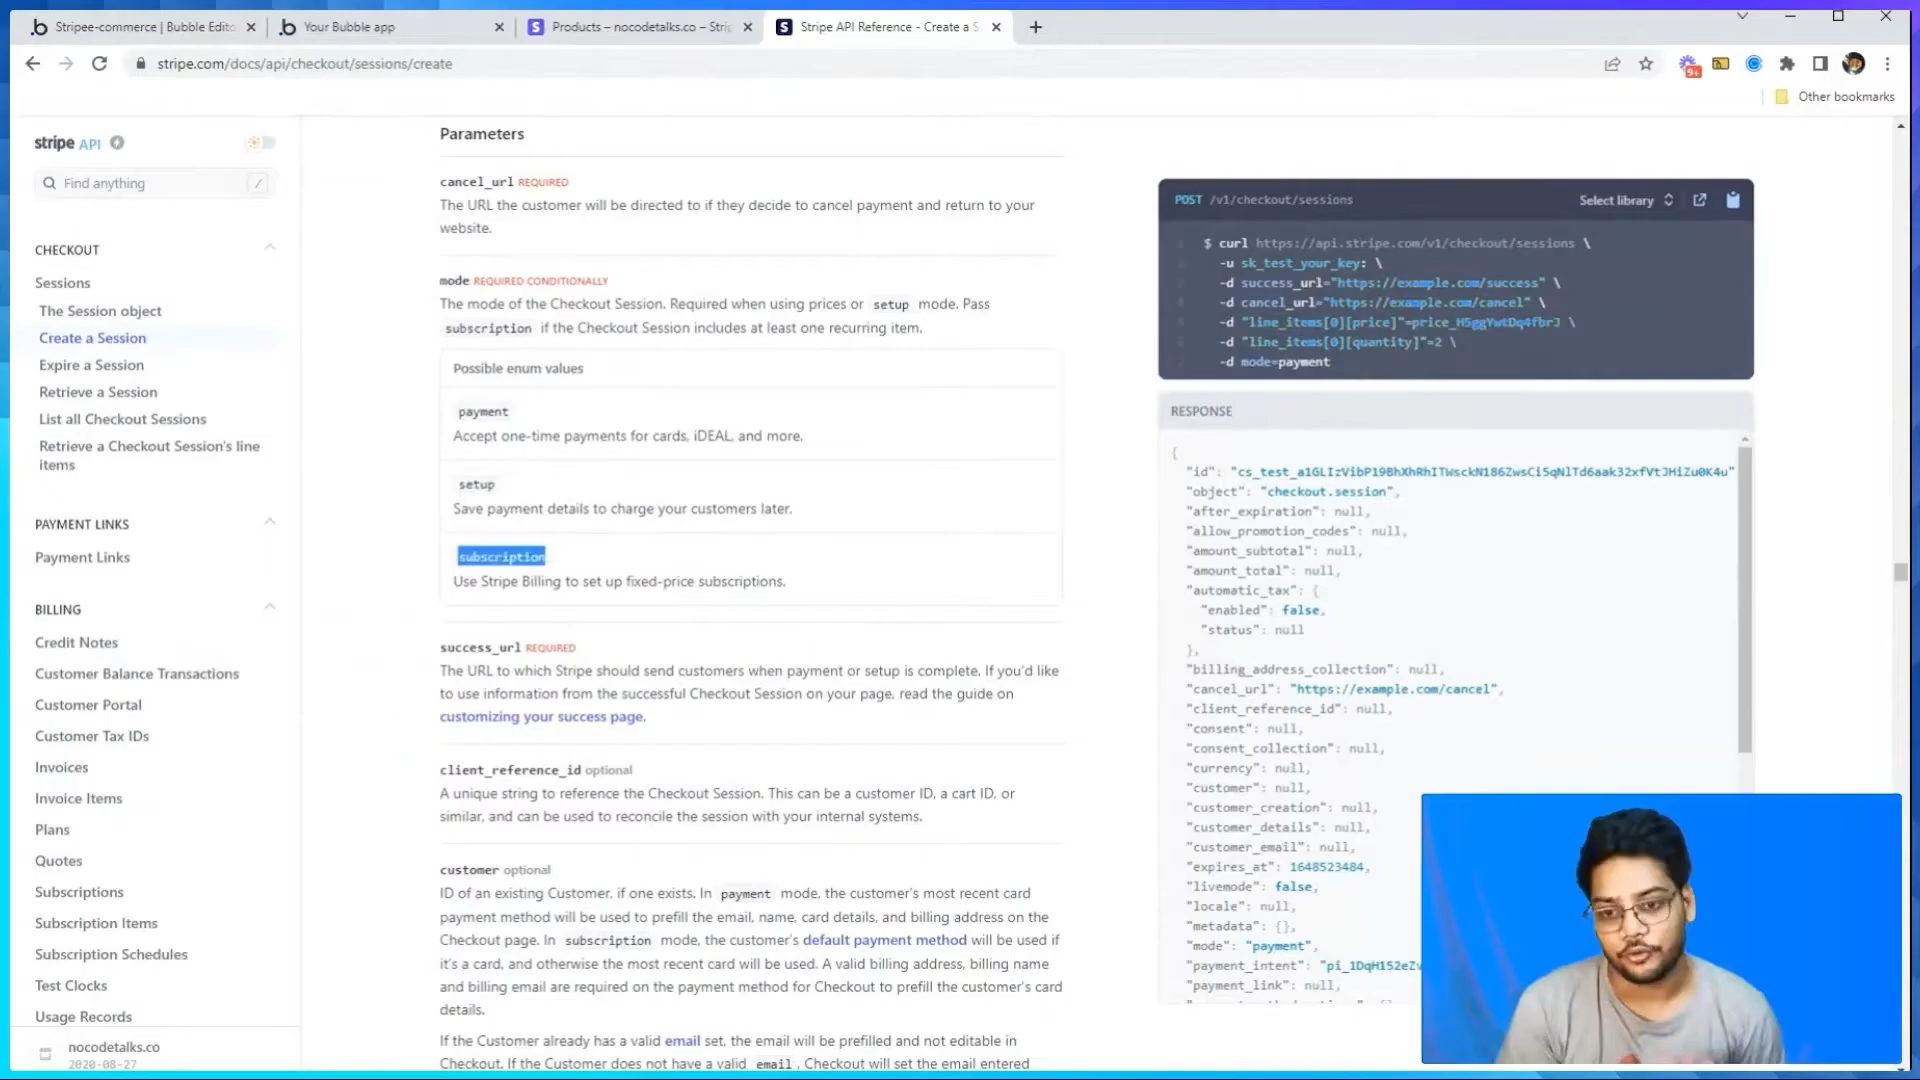 Stripee-commerce | Bubble Edito
Your Bubble app
Products – nocodetalks.co – Strip
Stripe API Reference - Create a S
stripe.com/docs/api/checkout/sessions/create
9+
Other bookmarks
stripe API
Find anything /
CHECKOUT
Sessions
The Session object
Create a Session
Expire a Session
Retrieve a Session
List all Checkout Sessions
Retrieve a Checkout Session's line
items
PAYMENT LINKS
Payment Links
BILLING
Credit Notes
Customer Balance Transactions
Customer Portal
Customer Tax IDs
Invoices
Invoice Items
Plans
Quotes
Subscriptions
Subscription Items
Subscription Schedules
Test Clocks
Usage Records
nocodetalks.co
2020-08-27
Parameters
cancel_url REQUIRED
The URL the customer will be directed to if they decide to cancel payment and return to your
website.
mode REQUIRED CONDITIONALLY
The mode of the Checkout Session. Required when using prices or setup mode. Pass
subscription if the Checkout Session includes at least one recurring item.
Possible enum values
payment
Accept one-time payments for cards, iDEAL, and more.
setup
Save payment details to charge your customers later.
subscription
Use Stripe Billing to set up fixed-price subscriptions.
success_url REQUIRED
The URL to which Stripe should send customers when payment or setup is complete. If you'd like
to use information from the successful Checkout Session on your page, read the guide on
customizing your success page.
client_reference_id optional
A unique string to reference the Checkout Session. This can be a customer ID, a cart ID, or
similar, and can be used to reconcile the session with your internal systems.
customer optional
ID of an existing Customer, if one exists. In payment mode, the customer's most recent card
payment method will be used to prefill the email, name, card details, and billing address on the
Checkout page. In subscription mode, the customer's default payment method will be used if
it's a card, and otherwise the most recent card will be used. A valid billing address, billing name
and billing email are required on the payment method for Checkout to prefill the customer's card
details.
If the Customer already has a valid email set, the email will be prefilled and not editable in
Checkout. If the Customer does not have a valid email, Checkout will set the email entered
POST /v1/checkout/sessions Select library
$ curl https://api.stripe.com/v1/checkout/sessions \
-u sk_test_your_key: \
-d success_url="https://example.com/success" \
-d cancel_url="https://example.com/cancel" \
-d "line_items[0][price]"=price_H5ggYwtDq4fbrJ \
-d "line_items[0][quantity]"=2 \
-d mode=payment
RESPONSE
{
"id": "cs_test_a1GLIzVibP19BhXhRhITWsckN186ZwsCi5qNlTd6aak32xfVtJHiZu0K4u"
"object": "checkout.session",
"after_expiration": null,
"allow_promotion_codes": null,
"amount_subtotal": null,
"amount_total": null,
"automatic_tax": {
"enabled": false,
"status": null
},
"billing_address_collection": null,
"cancel_url": "https://example.com/cancel",
"client_reference_id": null,
"consent": null,
"consent_collection": null,
"currency": null,
"customer": null,
"customer_creation": null,
"customer_details": null,
"customer_email": null,
"expires_at": 1648523484,
"livemode": false,
"locale": null,
"metadata": {},
"mode": "payment",
"payment_intent": "pi_1DqH152eZv
"payment_link": null,